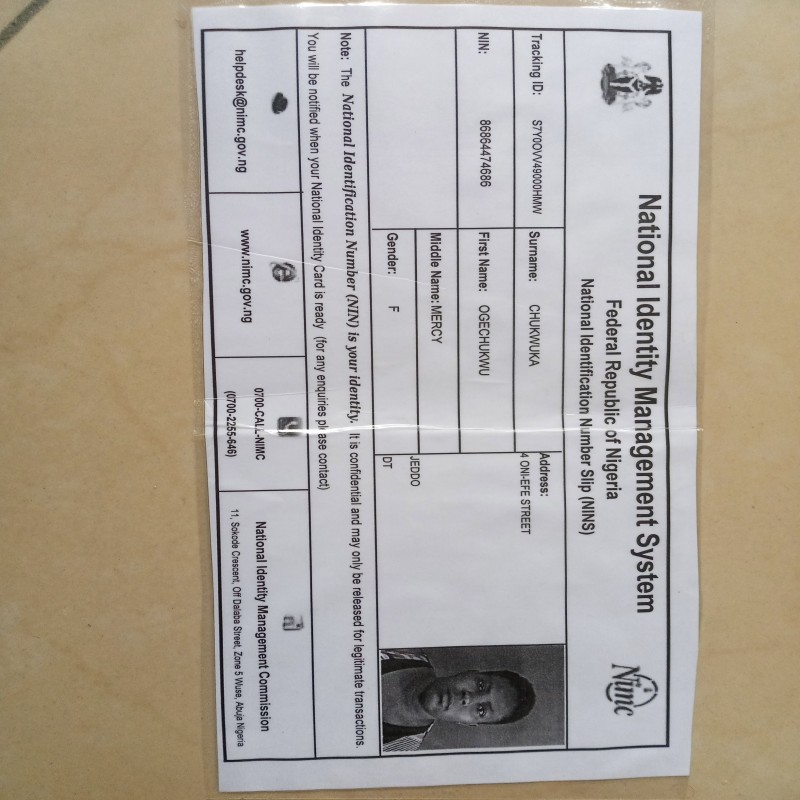 National Identity Management System
Federal Republic of Nigeria
National Identification Number Slip (NINS)
Nimc
Tracking ID: S7Y0OVV49000HMW
Surname: CHUKWUKA
Address:
4 ONI-EFE STREET
NIN: 86864474686
First Name: OGECHUKWU
Middle Name: MERCY
JEDDO
Gender: F
DT
Note: The National Identification Number (NIN) is your identity. It is confidential and may only be released for legitimate transactions.
You will be notified when your National Identity Card is ready (for any enquiries please contact)
helpdesk@nimc.gov.ng
www.nimc.gov.ng
0700-CALL-NIMC
(0700-2255-646)
National Identity Management Commission
11, Sokode Crescent, Off Dalaba Street, Zone 5 Wuse, Abuja Nigeria